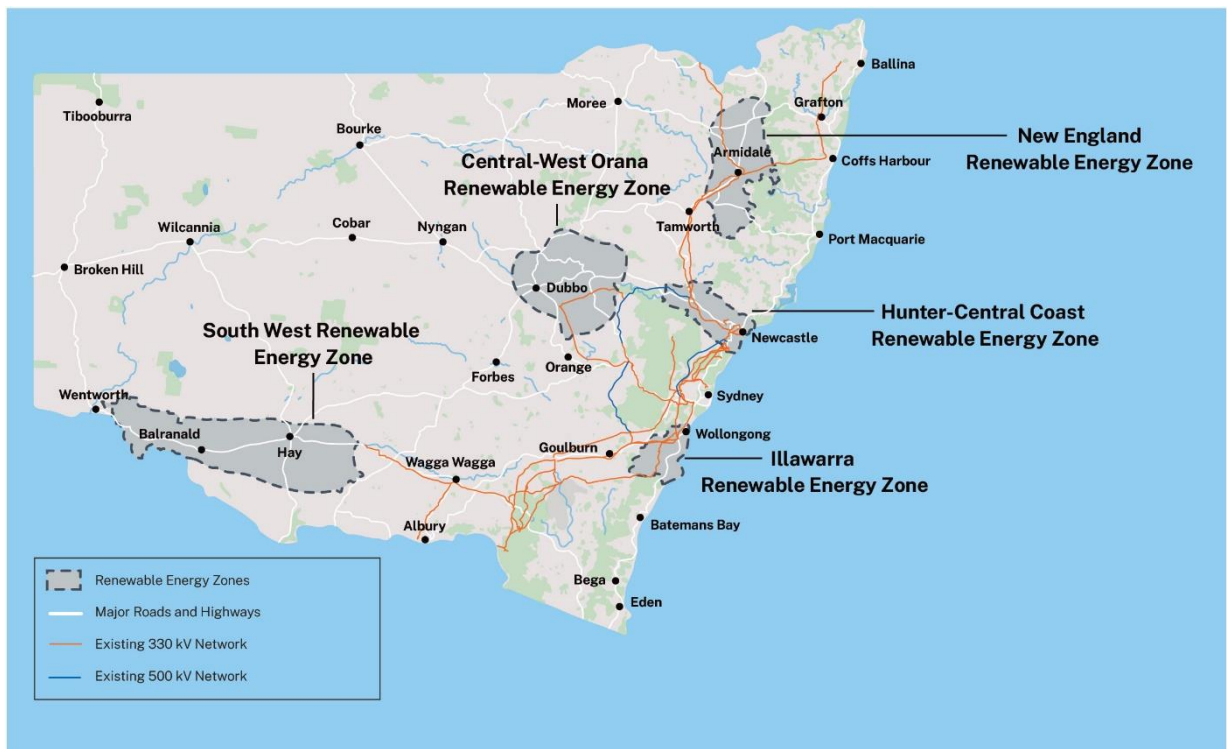 Ballina
Tibooburra
Moree
Grafton
Bourke
New England
Renewable Energy Zone
Armidale
Central-West Orana
Renewable Energy Zone
Coffs Harbour
Wilcannia
Cobar
Nyngan
Tamworth
Port Macquarie
Broken Hill
Dubbo
Hunter-Central Coast
Renewable Energy Zone
South West Renewable
Energy Zone
Newcastle
Orange
Forbes
Wentworth
Sydney
Balranald
Hay
Goulburn
Wollongong
Wagga Wagga
Illawarra
Renewable Energy Zone
Albury
Batemans Bay
Bega
Eden
Renewable Energy Zones
Major Roads and Highways
Existing 330 kV Network
Existing 500 kV Network